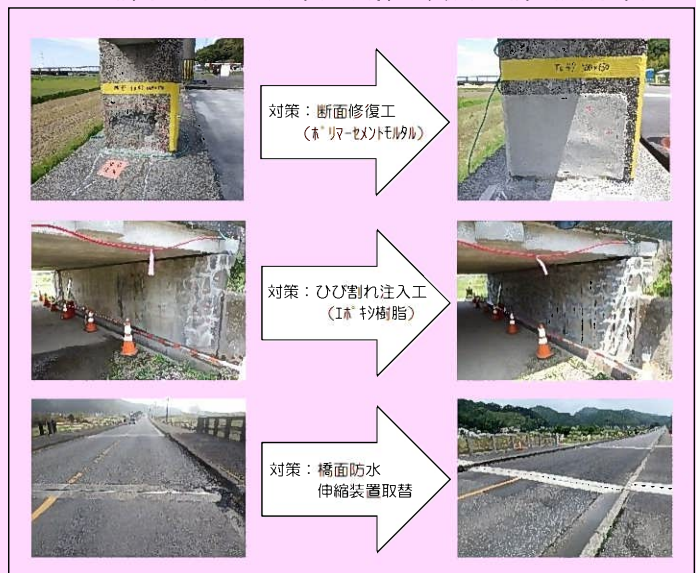 対策：断面修復工
（ポリマーセメントモルタル）
対策：ひび割れ注入工
（エポキシ樹脂）
対策：橋面防水
伸縮装置取替